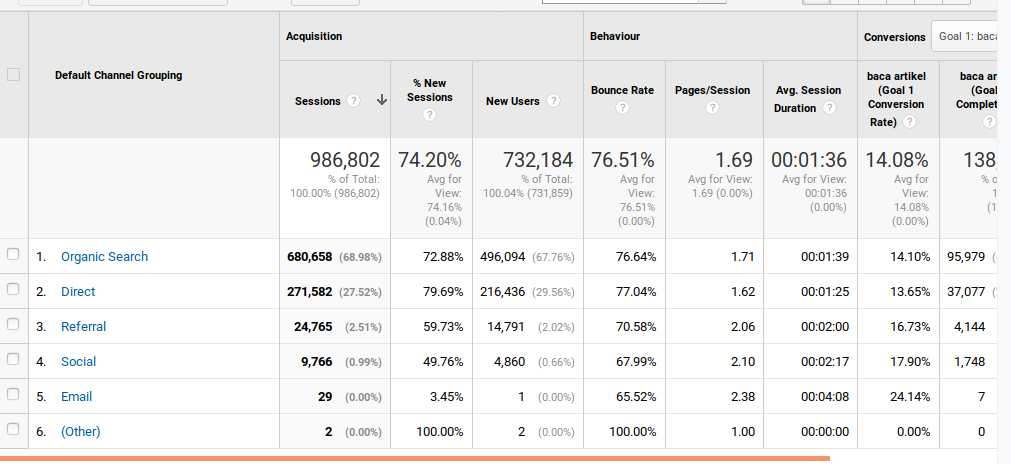 Acquisition
Behaviour
Conversions
Goal 1: baca
Default Channel Grouping
Sessions ?
% New
Sessions
?
New Users ?
Bounce Rate
?
Pages/Session
?
Avg. Session
Duration ?
baca artikel
(Goal 1
Conversion
Rate) ?
baca ar
(Goal
Complet
?
986,802
% of Total:
100.00% (986,802)
74.20%
Avg for
View:
74.16%
(0.04%)
732,184
% of Total:
100.04% (731,859)
76.51%
Avg for
View:
76.51%
(0.00%)
1.69
Avg for View:
1.69 (0.00%)
00:01:36
Avg for View:
00:01:36
(0.00%)
14.08%
Avg for
View:
14.08%
(0.00%)
138,
% o
1
(1
1. Organic Search 680,658 (68.98%) 72.88% 496,094 (67.76%) 76.64% 1.71 00:01:39 14.10% 95,979 (
2. Direct 271,582 (27.52%) 79.69% 216,436 (29.56%) 77.04% 1.62 00:01:25 13.65% 37,077 (
3. Referral 24,765 (2.51%) 59.73% 14,791 (2.02%) 70.58% 2.06 00:02:00 16.73% 4,144
4. Social 9,766 (0.99%) 49.76% 4,860 (0.66%) 67.99% 2.10 00:02:17 17.90% 1,748
5. Email 29 (0.00%) 3.45% 1 (0.00%) 65.52% 2.38 00:04:08 24.14% 7
6. (Other) 2 (0.00%) 100.00% 2 (0.00%) 100.00% 1.00 00:00:00 0.00% 0